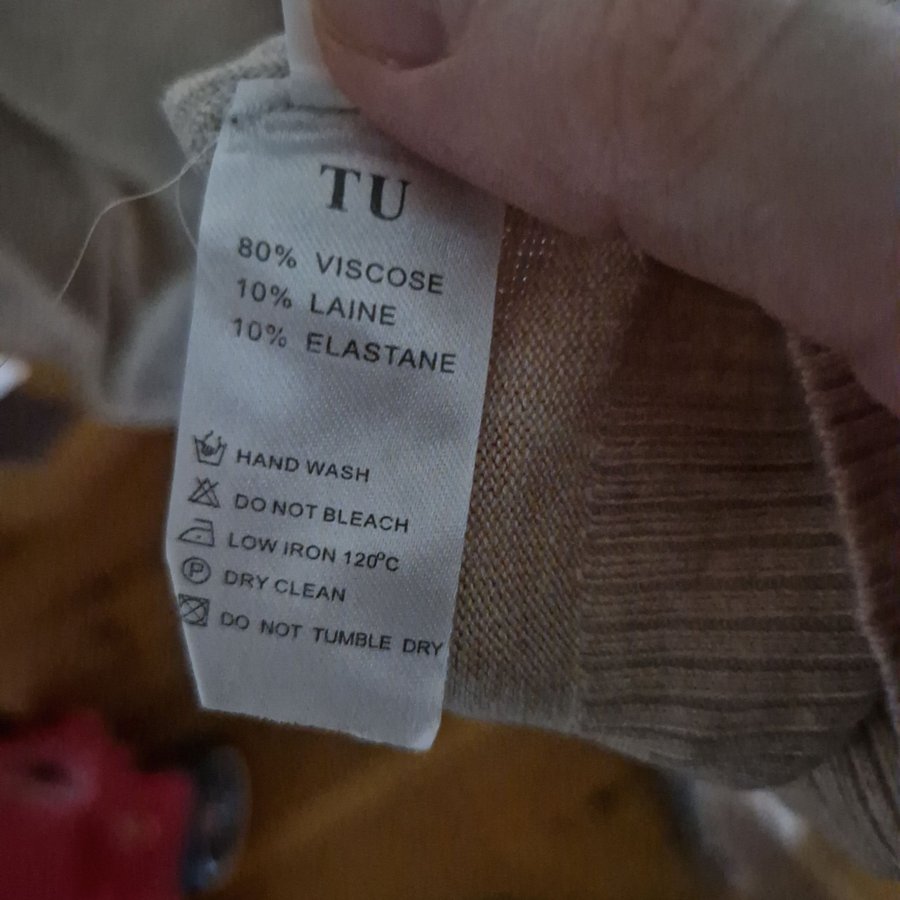 TU
80% VISCOSE
10% LAINE
10% ELASTANE
HAND WASH
DO NOT BLEACH
LOW IRON 120°C
P DRY CLEAN
DO NOT TUMBLE DRY